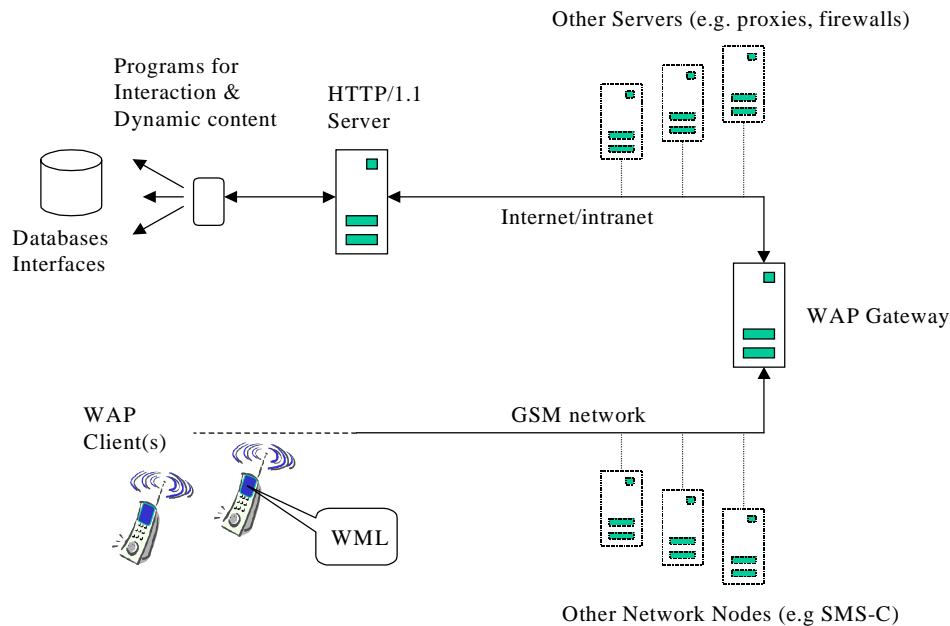 Other Servers (e.g. proxies, firewalls)
Programs for
Interaction &
Dynamic content
HTTP/1.1
Server
Databases
Interfaces
Internet/intranet
WAP Gateway
WAP
Client(s)
GSM network
WML
Other Network Nodes (e.g SMS-C)